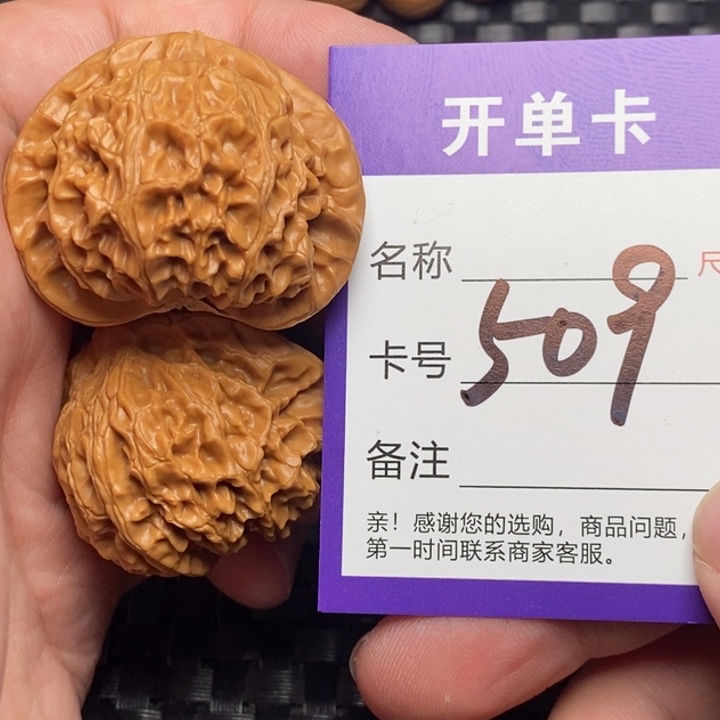 开单卡
名称 尺
卡号 509
备注
亲！感谢您的选购，商品问题，
第一时间联系商家客服。